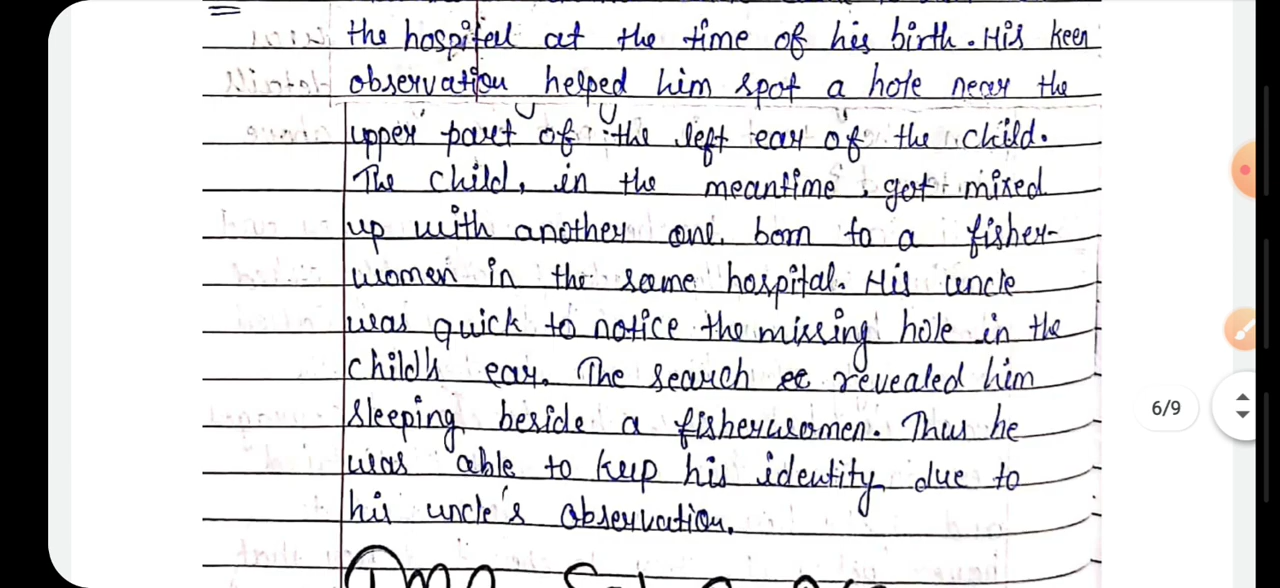 the hospital at the time of his birth. His keen
observation helped him spot a hole near the
upper part of the left ear of the child.
The child, in the meantime, got mixed
up with another one. born to a fisher-
women in the same hospital. His uncle
was quick to notice the missing hole in the
child's ear. The search revealed him
sleeping beside a fisherwomen. Thus he
was able to keep his identity due to
his uncle's observation.
6/9